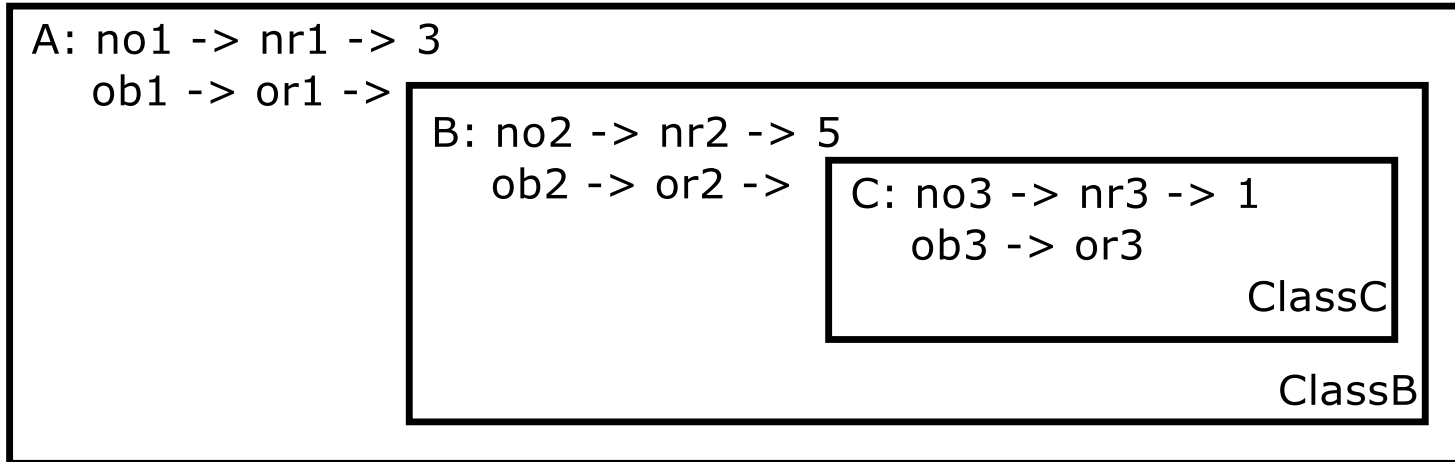 A: no1 -> nr1 -> 3
ob1 -> or1 ->
B: no2 -> nr2 -> 5
ob2 -> or2 ->
C: no3 -> nr3 -> 1
ob3 -> or3
ClassC
ClassB